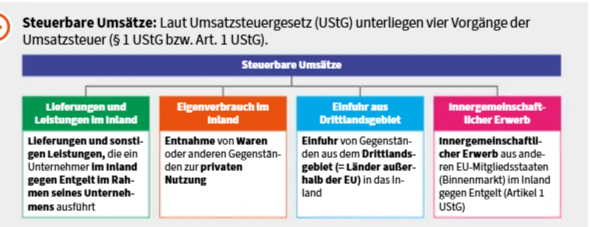 Steuerbare Umsätze: Laut Umsatzsteuergesetz (UStG) unterliegen vier Vorgänge der
Umsatzsteuer (§ 1 UStG bzw. Art. 1 UStG).
Steuerbare Umsätze
Lieferungen und
Leistungen im Inland
Lieferungen und sonsti-
gen Leistungen, die ein
Unternehmer im Inland
gegen Entgelt im Rah-
men seines Unterneh-
mens ausführt
Eigenverbrauch im
Inland
Entnahme von Waren
oder anderen Gegenstän-
den zur privaten
Nutzung
Einfuhr aus
Drittlandsgebiet
Einfuhr von Gegenstän-
den aus dem Drittlands-
gebiet (= Länder außer-
halb der EU) in das In-
land
Innergemeinschaft-
licher Erwerb
Innergemeinschaftli-
cher Erwerb aus ande-
ren EU-Mitgliedsstaaten
(Binnenmarkt) im Inland
gegen Entgelt (Artikel 1
UStG)